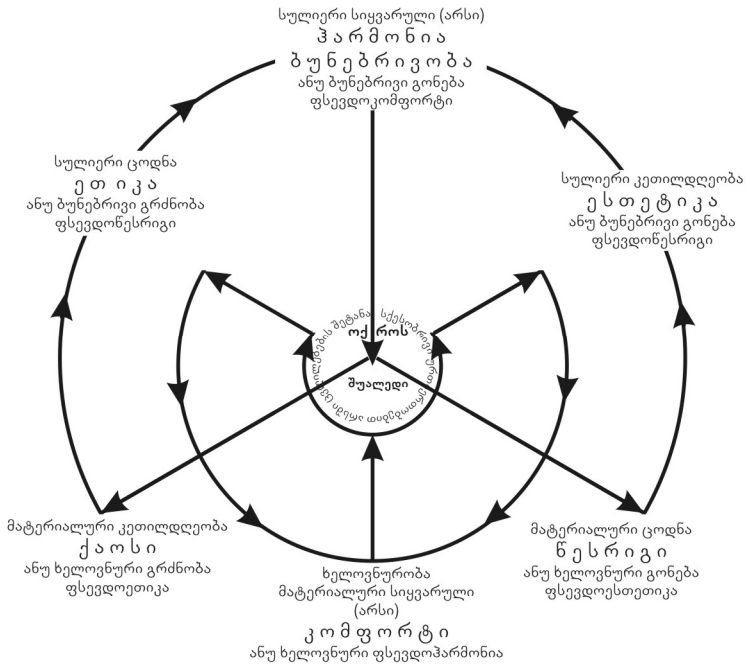 სულიერი სიყვარული (არსი)
ჰარმონია
ბუნებრივობა
ანუ ბუნებრივი გონება
ფსევდოკომფორტი
სულიერი ცოდნა
ეთიკა
ანუ ბუნებრივი გრძნობა
ფსევდოწესრიგი
სულიერი კეთილდღეობა
ესთეტიკა
ანუ ბუნებრივი გონება
ფსევდოწესრიგი
შეტანა სქესობრივი
ოქროს
შუალედი
მატერიალური კეთილდღეობა
ქაოსი
ანუ ხელოვნური გრძნობა
ფსევდოეთიკა
მატერიალური ცოდნა
წესრიგი
ანუ ხელოვნური გონება
ფსევდოესთეტიკა
ხელოვნურობა
მატერიალური სიყვარული
(არსი)
კომფორტი
ანუ ხელოვნური ფსევდოჰარმონია